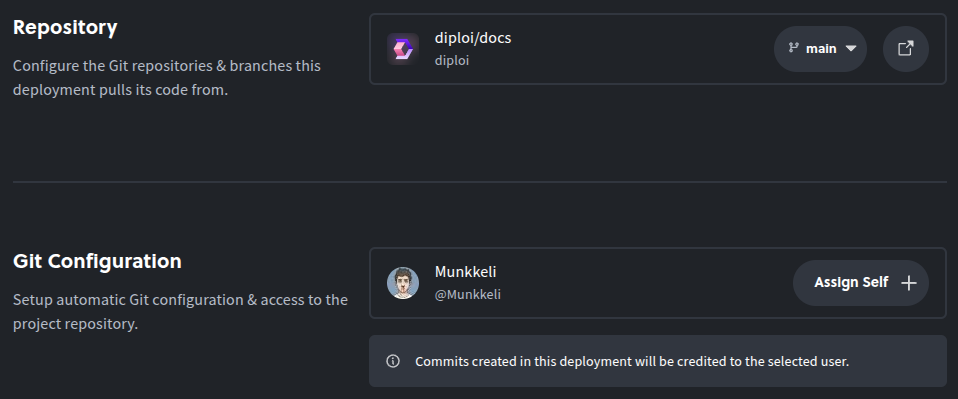 Repository
Configure the Git repositories & branches this
deployment pulls its code from.
diploi/docs
diploi
main
Git Configuration
Setup automatic Git configuration & access to the
project repository.
Munkkeli
@Munkkeli
Assign Self
Commits created in this deployment will be credited to the selected user.